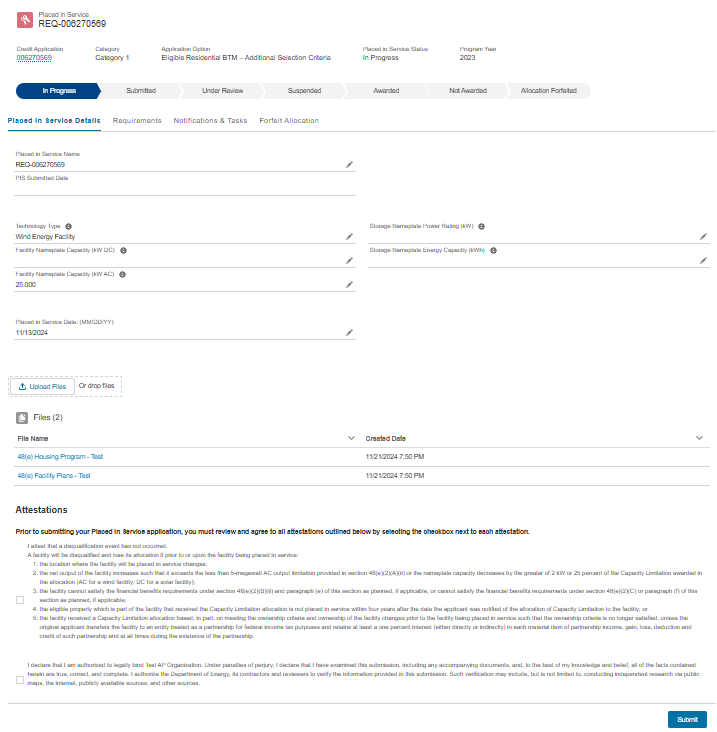 Placed in Service
REQ-006270569
Credit Application
Category
Application Option
Placed in Service Status
Program Year
006270569
Category 1
Eligible Residential BTM – Additional Selection Criteria
In Progress
2023
In Progress
Submitted
Under Review
Suspended
Awarded
Not Awarded
Allocation Forfeited
Placed in Service Details
Requirements
Notifications & Tasks
Forfeit Allocation
Placed in Service Name
REQ-006270569
PIS Submitted Date
Technology Type
Wind Energy Facility
Storage Nameplate Power Rating (kW)
Facility Nameplate Capacity (kW DC)
Storage Nameplate Energy Capacity (kWh)
Facility Nameplate Capacity (kW AC)
25.000
Placed in Service Date: (MM/DD/YY)
11/13/2024
Upload Files
Or drop files
Files (2)
File Name
Created Date
48(e) Housing Program - Test
11/21/2024 7:50 PM
48(e) Facility Plans - Test
11/21/2024 7:50 PM
Attestations
Prior to submitting your Placed in Service application, you must review and agree to all attestations outlined below by selecting the checkbox next to each attestation.
I attest that a disqualification event has not occurred.
A facility will be disqualified and lose its allocation if prior to or upon the facility being placed in service:
1. the location where the facility will be placed in service changes;
2. the net output of the facility increases such that it exceeds the less than 5-megawatt AC output limitation provided in section 48(e)(2)(A)(ii) or the nameplate capacity decreases by the greater of 2 kW or 25 percent of the Capacity Limitation awarded in
the allocation (AC for a wind facility; DC for a solar facility);
3. the facility cannot satisfy the financial benefits requirements under section 48(e)(2)(B)(ii) and paragraph (e) of this section as planned, if applicable, or cannot satisfy the financial benefits requirements under section 48(e)(2)(C) or paragraph (f) of this
section as planned, if applicable;
4. the eligible property which is part of the facility that received the Capacity Limitation allocation is not placed in service within four years after the date the applicant was notified of the allocation of Capacity Limitation to the facility; or
5. the facility received a Capacity Limitation allocation based, in part, on meeting the ownership criteria and ownership of the facility changes prior to the facility being placed in service such that the ownership criteria is no longer satisfied, unless the
original applicant transfers the facility to an entity treated as a partnership for federal income tax purposes and retains at least a one percent interest (either directly or indirectly) in each material item of partnership income, gain, loss, deduction and
credit of such partnership and at all times during the existence of the partnership.
I declare that I am authorized to legally bind Test AP Organization. Under penalties of perjury, I declare that I have examined this submission, including any accompanying documents, and, to the best of my knowledge and belief, all of the facts contained
herein are true, correct, and complete. I authorize the Department of Energy, its contractors and reviewers to verify the information provided in this submission. Such verification may include, but is not limited to, conducting independent research via public
maps, the internet, publicly available sources, and other sources.
Submit